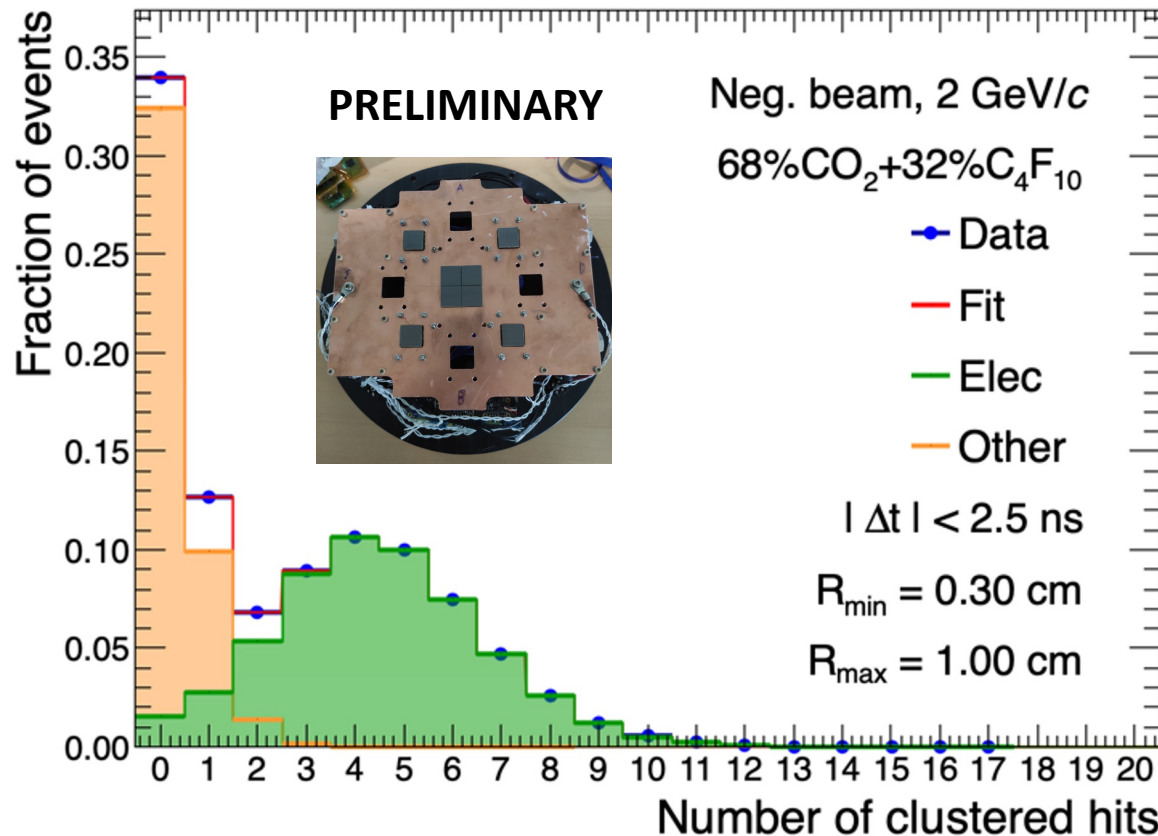 Fraction of events
0.35
0.30
0.25
0.20
0.15
0.10
0.05
0.00
PRELIMINARY
A
B
Neg. beam, 2 GeV/c
68%CO₂+32%C₄F₁₀
Data
Fit
Elec
Other
| Δt | < 2.5 ns
Rmin = 0.30 cm
Rmax = 1.00 cm
0 1 2 3 4 5 6 7 8 9 10 11 12 13 14 15 16 17 18 19 20
Number of clustered hits